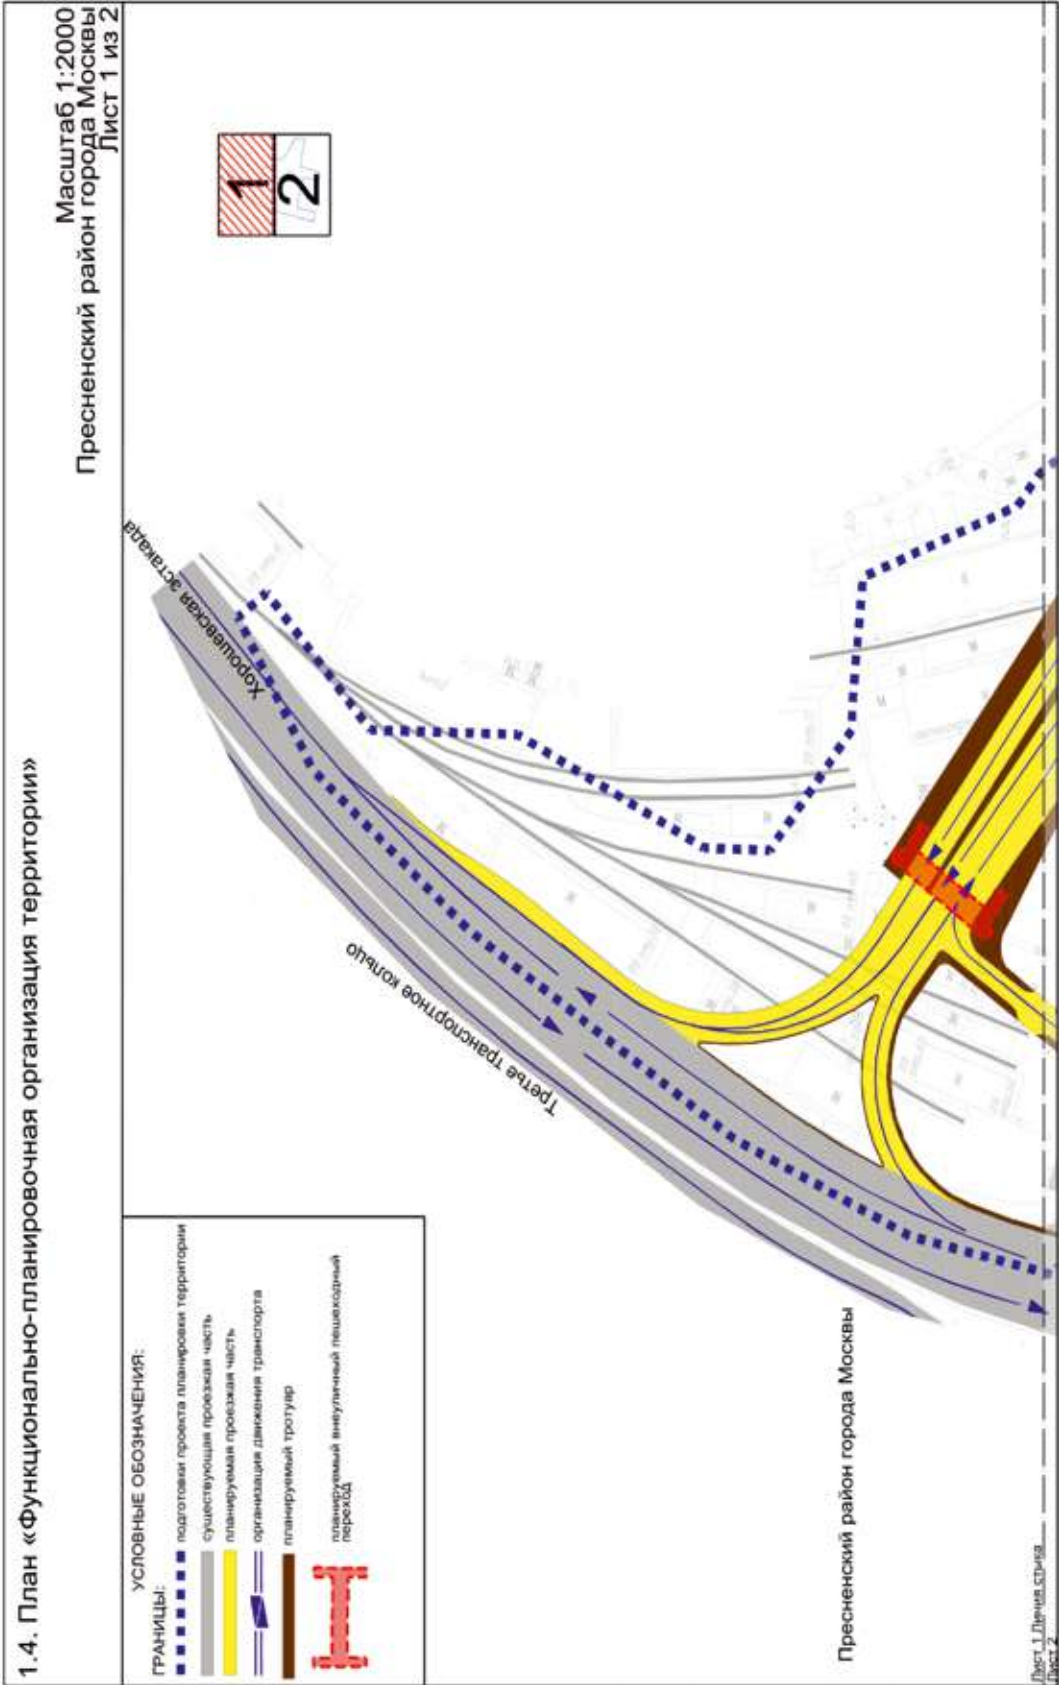 1.4. План «Функционально-планировочная организация территории»
Масштаб 1:2000
Пресненский район города Москвы
Лист 1 из 2
1
2
Хорошевская эстакада
Третье транспортное кольцо
УСЛОВНЫЕ ОБОЗНАЧЕНИЯ:
ГРАНИЦЫ:
подготовки проекта планировки территории
существующая проезжая часть
планируемая проезжая часть
организация движения транспорта
планируемый тротуар
планируемый внеуличный пешеходный
переход
Пресненский район города Москвы
Лист 1 Линия стыка
Лист 2